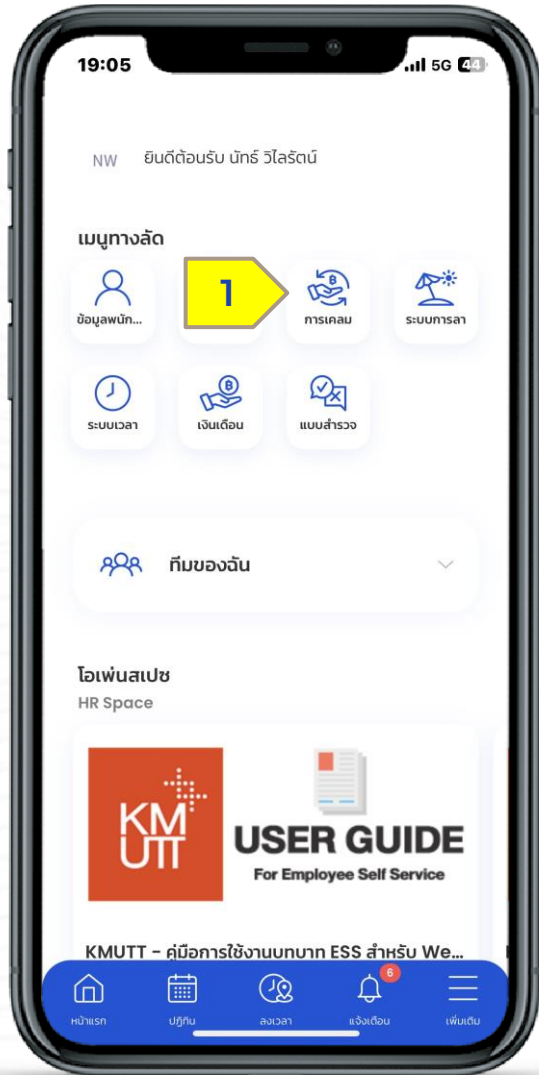 19:05
5G 44
NW ยินดีต้อนรับ นัทธ์ วิไลรัตน์
เมนูทางลัด
1
ข้อมูลพนัก...
การเคลม
ระบบการลา
ระบบเวลา
เงินเดือน
แบบสำรวจ
ทีมของฉัน
โอเพ่นสเปซ
HR Space
KM
UTT
USER GUIDE
For Employee Self Service
KMUTT - คู่มือการใช้งานบทบาท ESS สำหรับ We...
6
หน้าแรก
ปฏิทิน
ลงเวลา
แจ้งเตือน
เพิ่มเติม